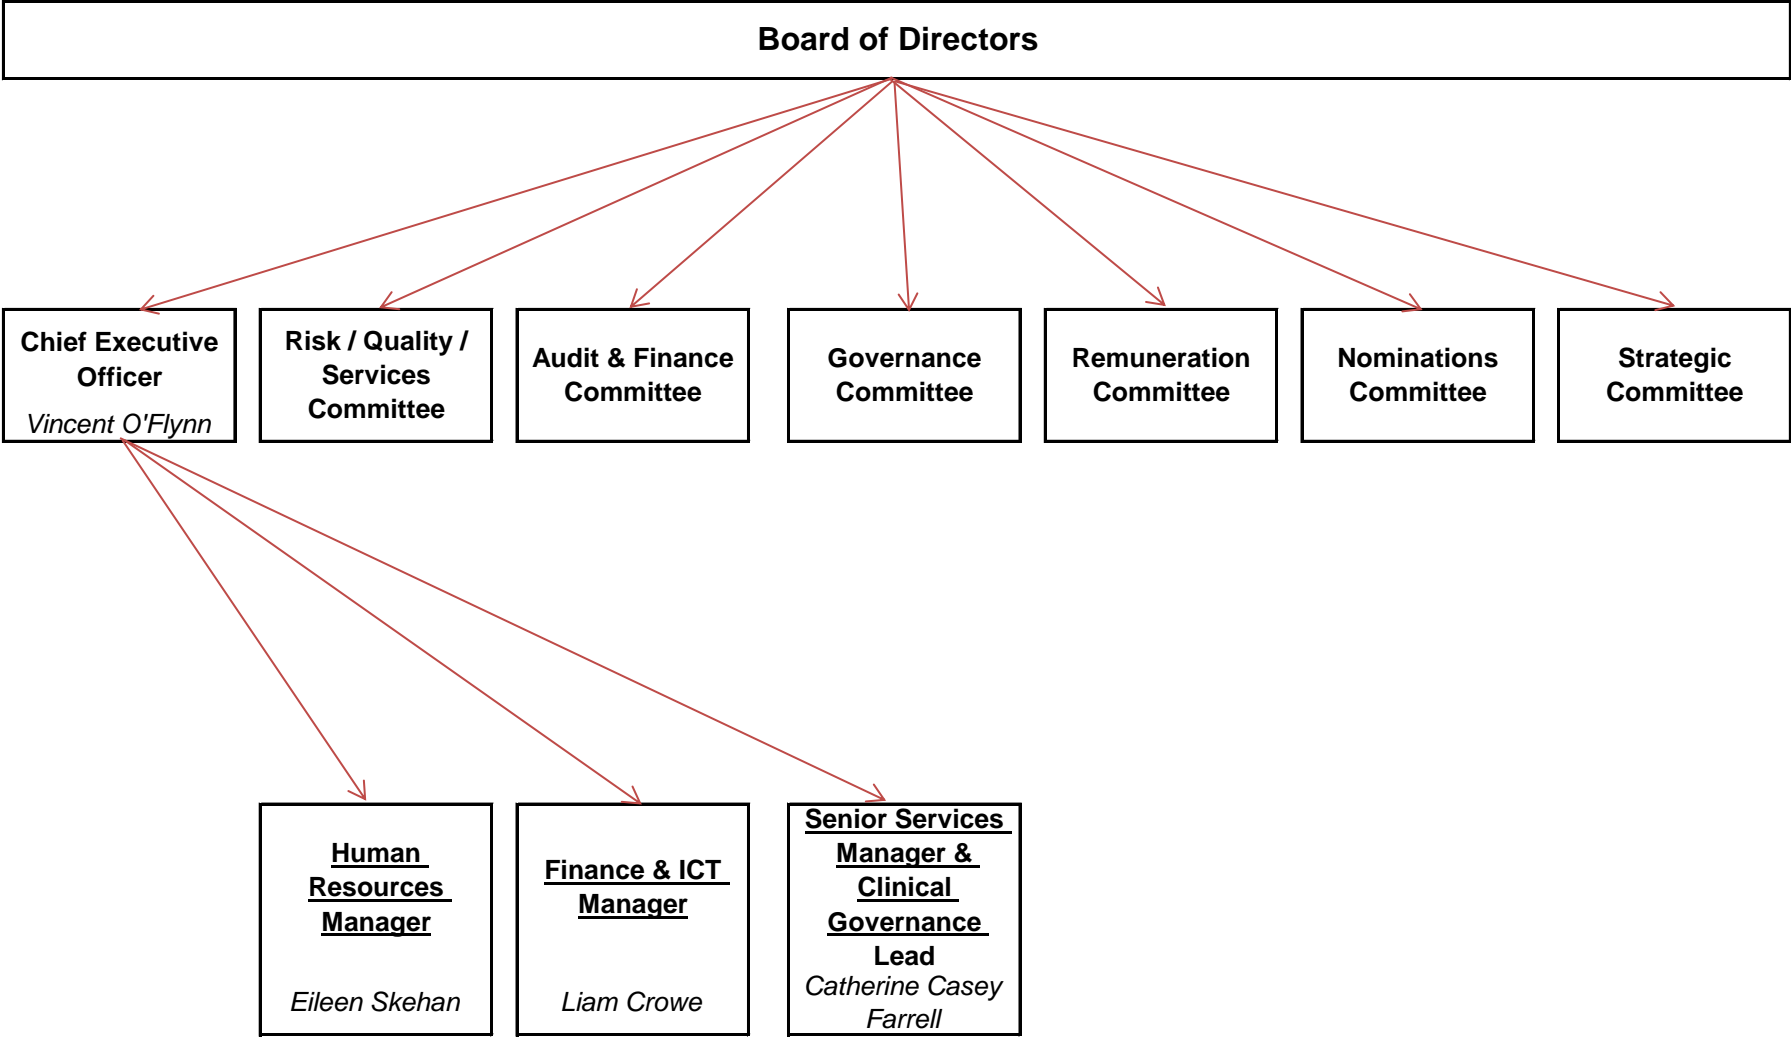 Board of Directors
Chief Executive
Officer
Vincent O'Flynn
Risk / Quality /
Services
Committee
Audit & Finance
Committee
Governance
Committee
Remuneration
Committee
Nominations
Committee
Strategic
Committee
Human
Resources
Manager
Eileen Skehan
Finance & ICT
Manager
Liam Crowe
Senior Services
Manager &
Clinical
Governance
Lead
Catherine Casey
Farrell